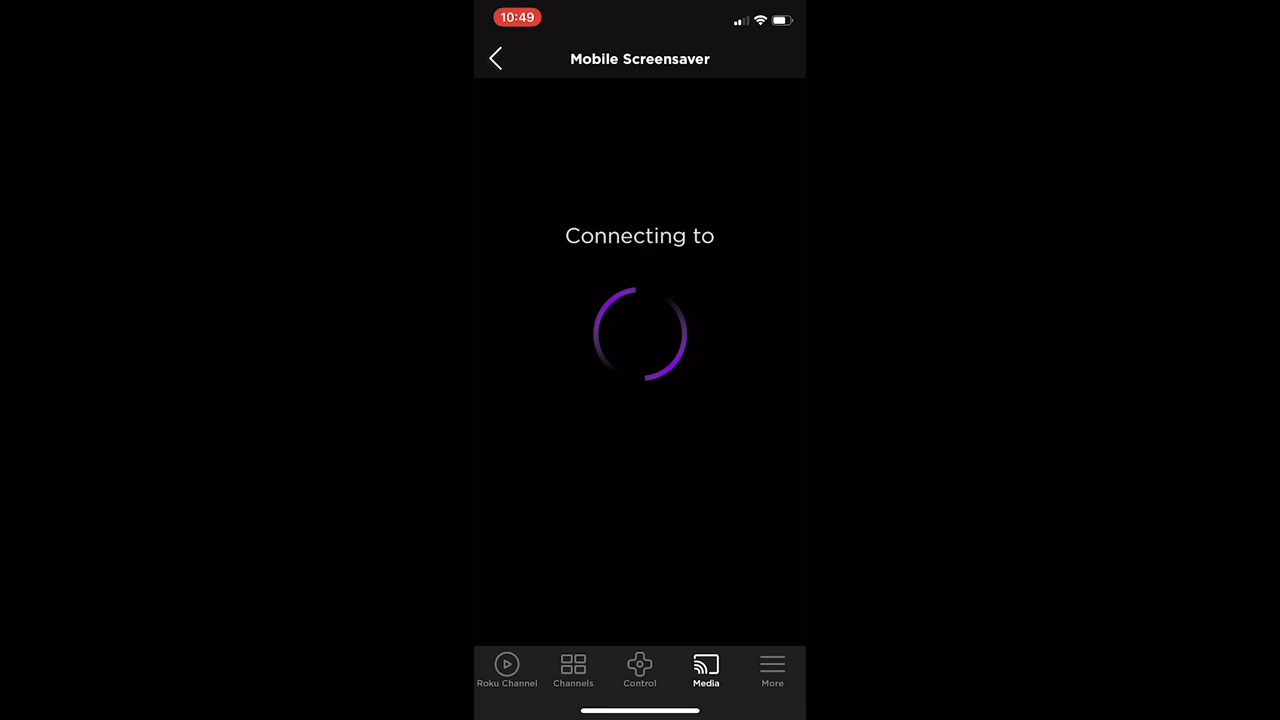 10:49
Mobile Screensaver
Connecting to
Roku Channel
Channels
Control
Media
More